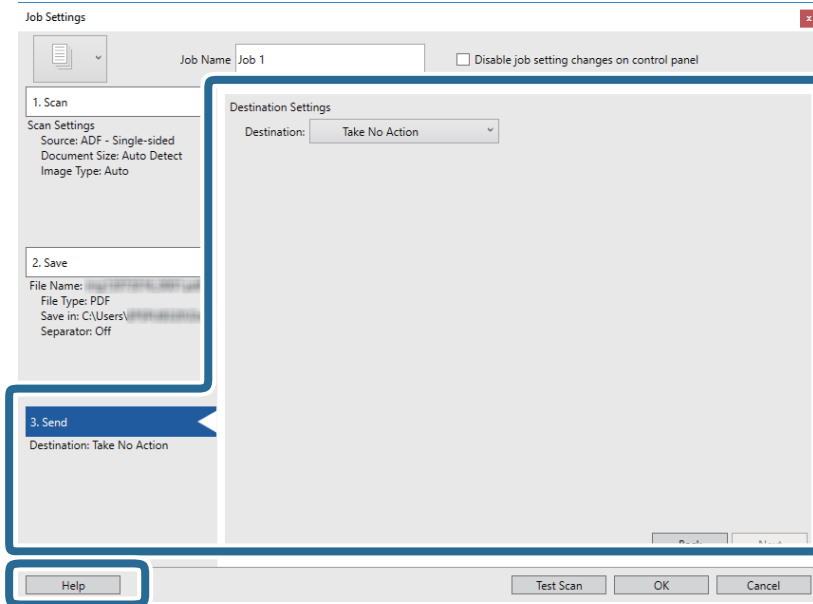 Job Settings
x
Job Name Job 1
Disable job setting changes on control panel
1. Scan
Scan Settings
Source: ADF - Single-sided
Document Size: Auto Detect
Image Type: Auto
2. Save
File Name:
File Type: PDF
Save in: C:\Users\
Separator: Off
3. Send
Destination: Take No Action
Destination Settings
Destination: Take No Action
Back Next
Help
Test Scan OK Cancel